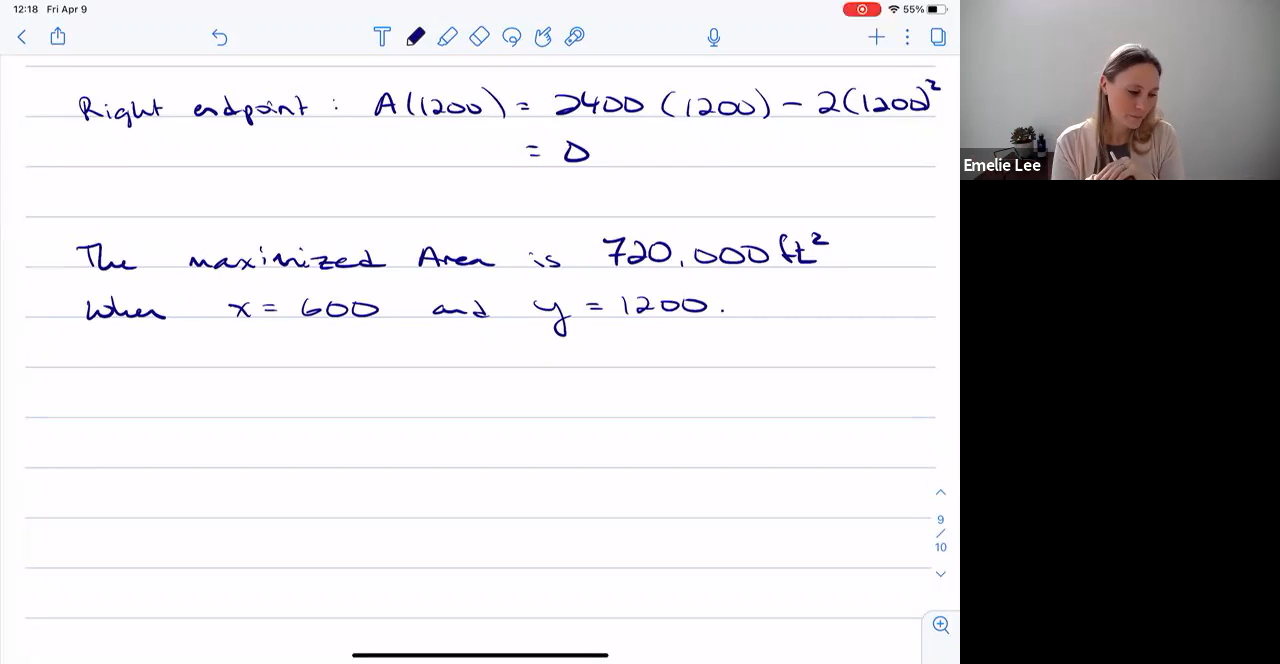 12:18 Fri Apr 9
55%
T
Right endpoint : A(1200) = 2400 (1200) - 2(1200)²
= 0
Emelie Lee
The maximized Area is 720,000 ft²
when x = 600 and y = 1200.
9
/
10